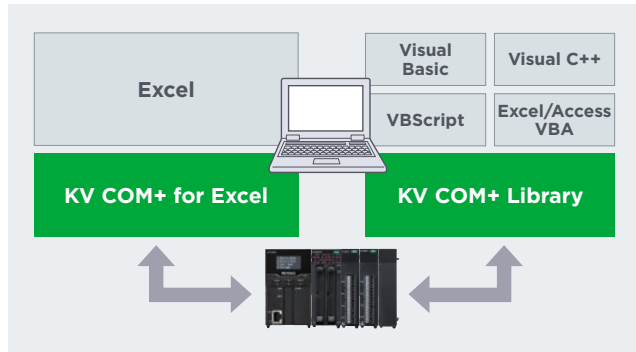 Excel
Visual
Basic
Visual C++
VBScript
Excel/Access
VBA
KV COM+ for Excel
KV COM+ Library